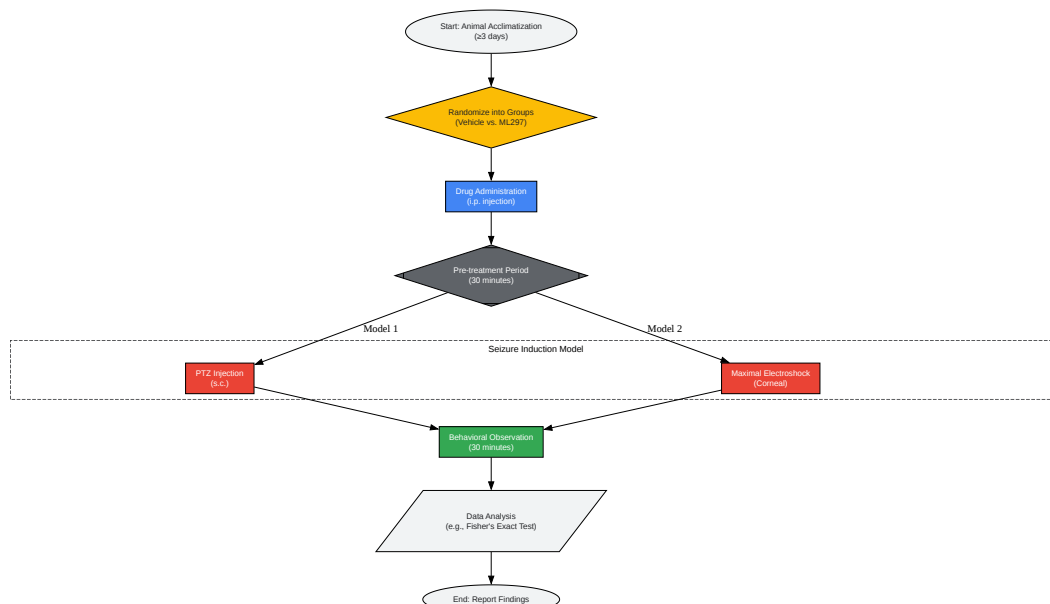 Start: Animal Acclimatization
(≥3 days)
Randomize into Groups
(Vehicle vs. ML297)
Drug Administration
(i.p. injection)
Pre-treatment Period
(30 minutes)
Model 1
Model 2
Seizure Induction Model
PTZ Injection
(s.c.)
Maximal Electroshock
(Corneal)
Behavioral Observation
(30 minutes)
Data Analysis
(e.g., Fisher's Exact Test)
End: Report Findings